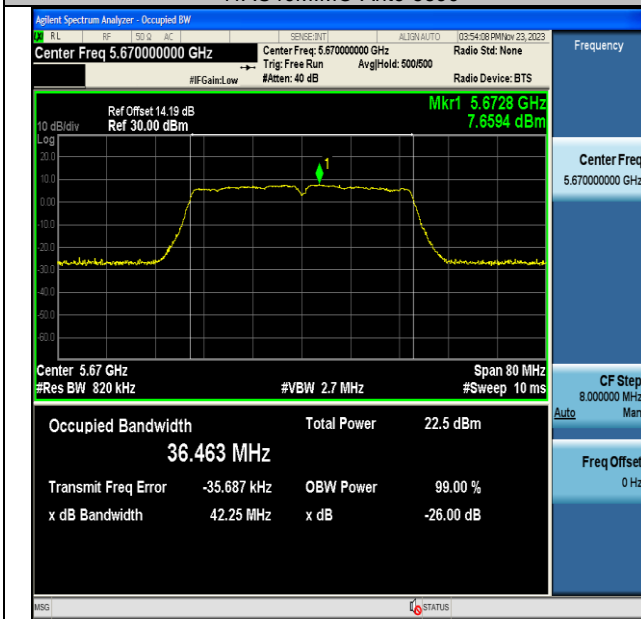 Agilent Spectrum Analyzer - Occupied BW
RL RF 50 Ω AC SENSE:INT ALIGN AUTO 03:54:08 PM Nov 23, 2023
Center Freq 5.670000000 GHz Center Freq: 5.670000000 GHz Radio Std: None Frequency
Trig: Free Run Avg|Hold: 500/500
#IFGain:Low #Atten: 40 dB Radio Device: BTS
Mkr1 5.6728 GHz
Ref Offset 14.19 dB
7.6594 dBm
10 dB/div Ref 30.00 dBm
Log
20.0
1
10.0
0.00
-10.0
-20.0
-30.0
-40.0
-50.0
-60.0
Center Freq
5.670000000 GHz
Center 5.67 GHz Span 80 MHz
#Res BW 820 kHz #VBW 2.7 MHz #Sweep 10 ms
CF Step
8.000000 MHz
Auto Man
Occupied Bandwidth Total Power 22.5 dBm
36.463 MHz
Transmit Freq Error -35.687 kHz OBW Power 99.00 %
x dB Bandwidth 42.25 MHz x dB -26.00 dB
Freq Offset
0 Hz
MSG STATUS